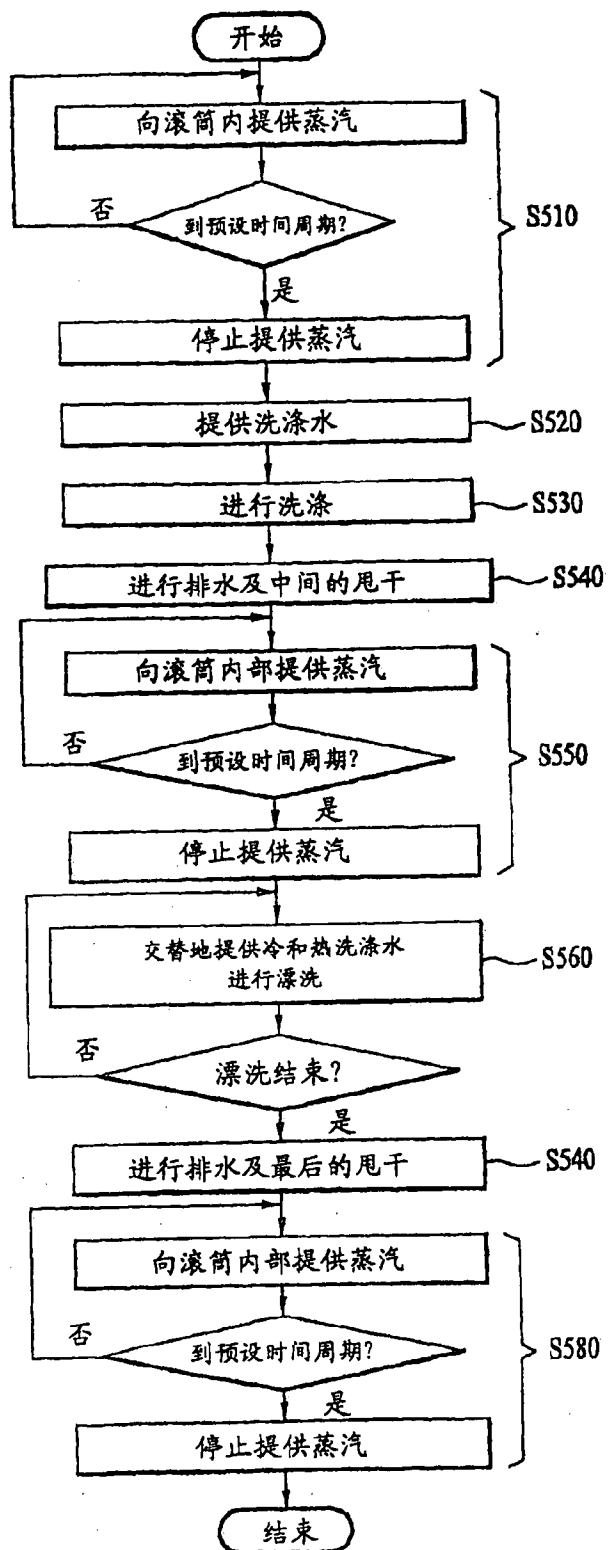 开始
向滚筒内提供蒸汽
否
到预设时间周期?
S510
是
停止提供蒸汽
提供洗涤水
S520
进行洗涤
S530
进行排水及中间的甩干
S540
向滚筒内部提供蒸汽
否
到预设时间周期?
S550
是
停止提供蒸汽
交替地提供冷和热洗涤水
进行漂洗
S560
否
漂洗结束?
是
进行排水及最后的甩干
S540
向滚筒内部提供蒸汽
否
到预设时间周期?
S580
是
停止提供蒸汽
结束